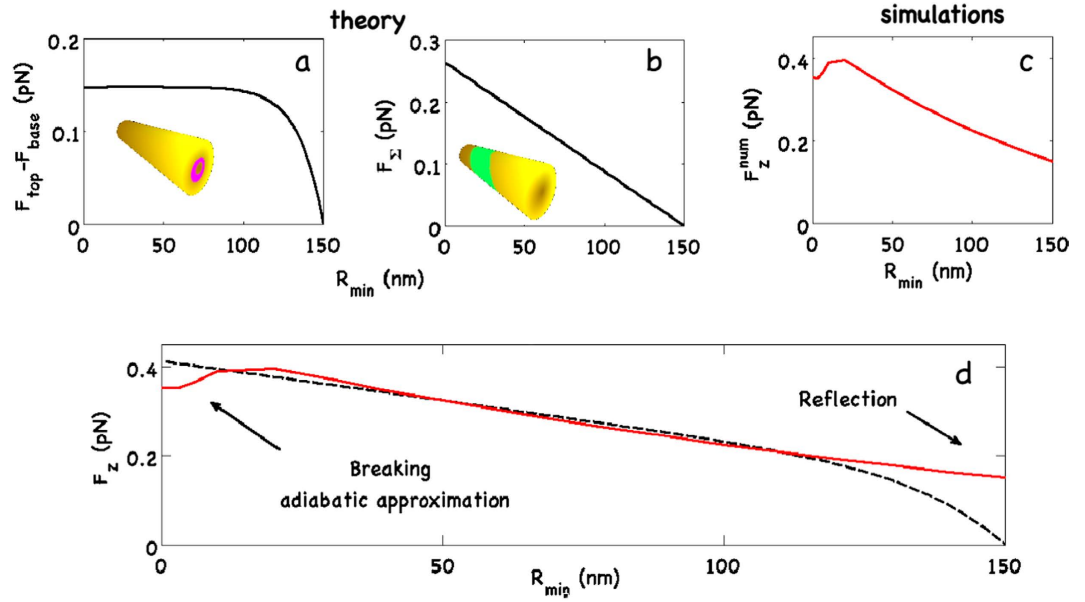 theory
simulations
a
0.2
0.1
0
F_top - F_base (pN)
0 50 100 150
b
0.3
0.2
0.1
0
F_Σ (pN)
0 50 100 150
R_min (nm)
c
0.4
0.2
0
F_z^num (pN)
0 50 100 150
R_min (nm)
d
0.4
0.2
0
F_z (pN)
Reflection
Breaking
adiabatic approximation
0 50 100 150
R_min (nm)